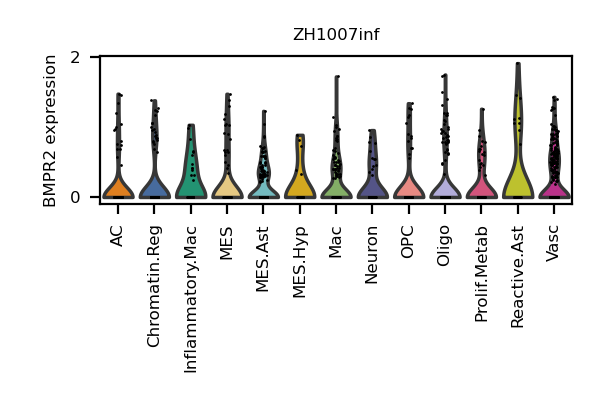 ZH1007inf
BMPR2 expression
2
0
AC
Chromatin.Reg
Inflammatory.Mac
MES
MES.Ast
MES.Hyp
Mac
Neuron
OPC
Oligo
Prolif.Metab
Reactive.Ast
Vasc